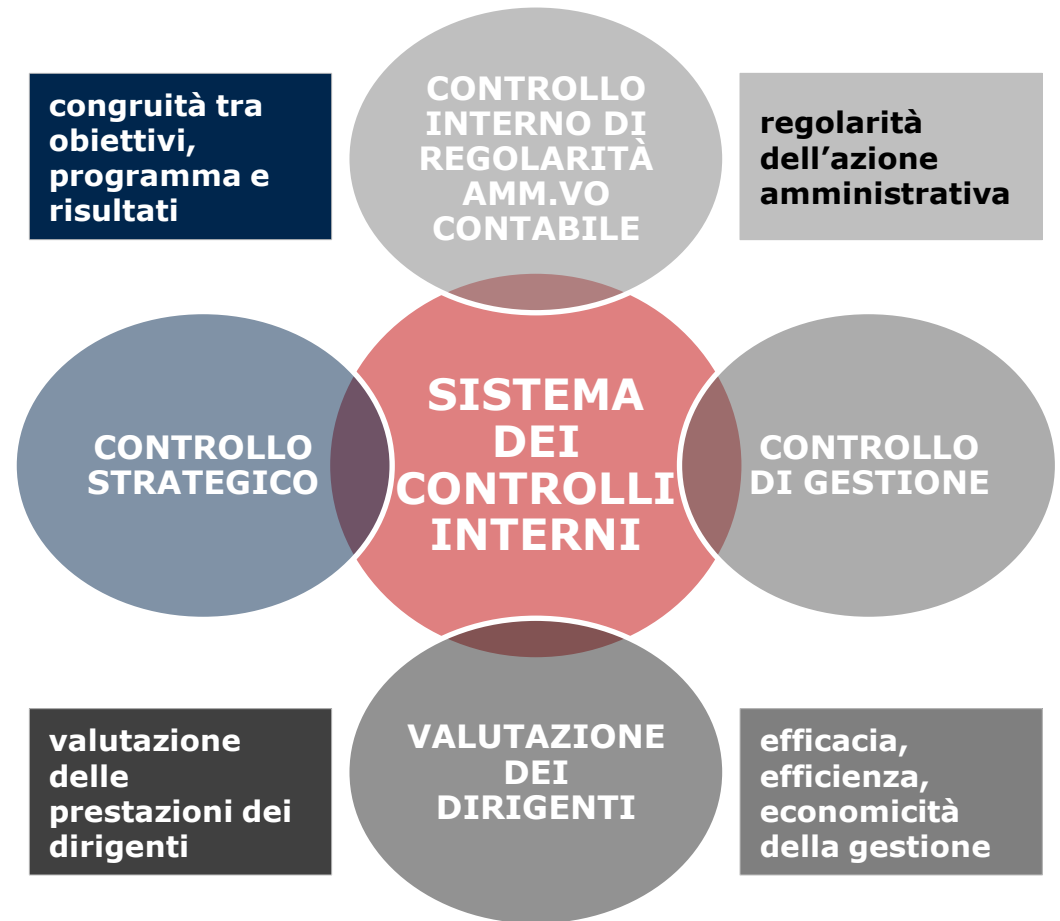 CONTROLLO
INTERNO DI
REGOLARITÀ
AMM.VO
CONTABILE
congruità tra
obiettivi,
programma e
risultati
regolarità
dell’azione
amministrativa
CONTROLLO
STRATEGICO
SISTEMA
DEI
CONTROLLI
INTERNI
CONTROLLO
DI GESTIONE
valutazione
delle
prestazioni dei
dirigenti
VALUTAZIONE
DEI
DIRIGENTI
efficacia,
efficienza,
economicità
della gestione